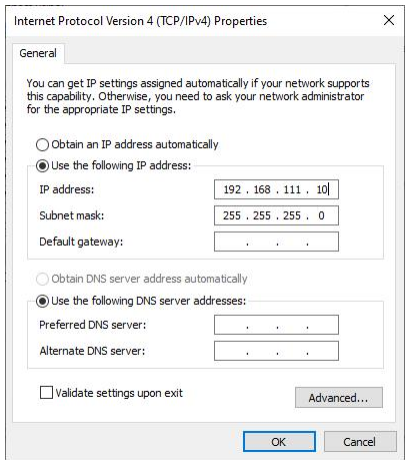 Internet Protocol Version 4 (TCP/IPv4) Properties
General
You can get IP settings assigned automatically if your network supports
this capability. Otherwise, you need to ask your network administrator
for the appropriate IP settings.
Obtain an IP address automatically
Use the following IP address:
IP address: 192 . 168 . 111 . 10
Subnet mask: 255 . 255 . 255 . 0
Default gateway: . . .
Obtain DNS server address automatically
Use the following DNS server addresses:
Preferred DNS server: . . .
Alternate DNS server: . . .
Validate settings upon exit
Advanced...
OK Cancel